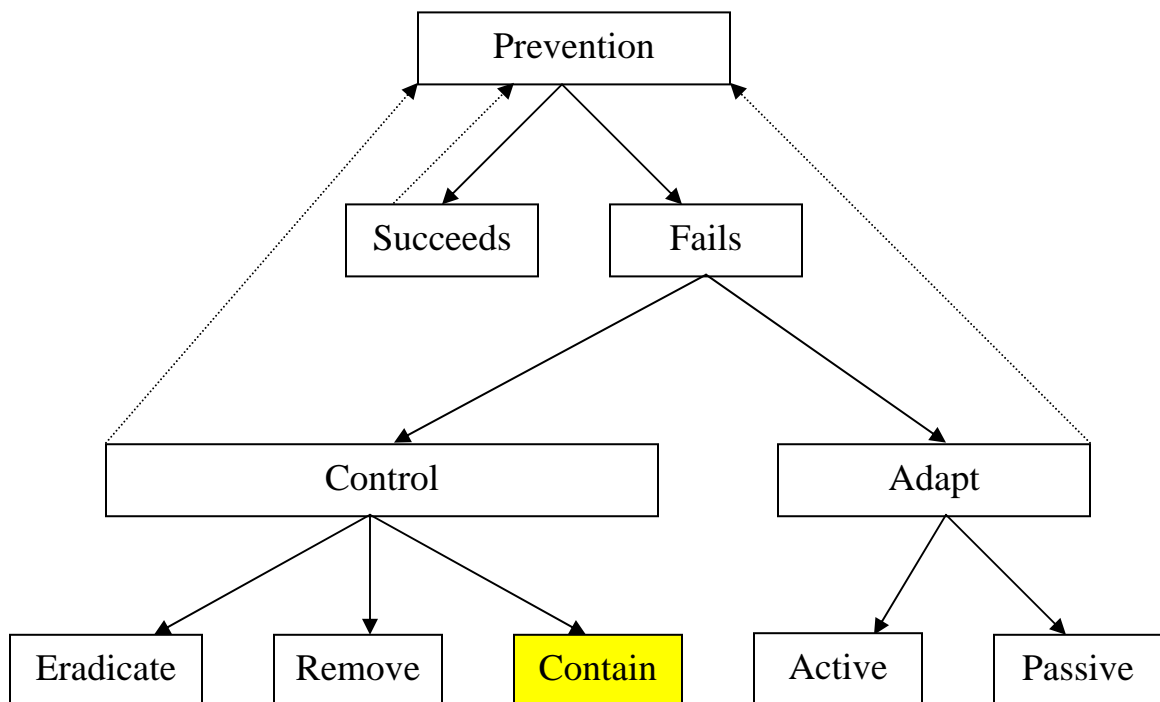 Prevention
Succeeds
Fails
Control
Adapt
Eradicate
Remove
Contain
Active
Passive